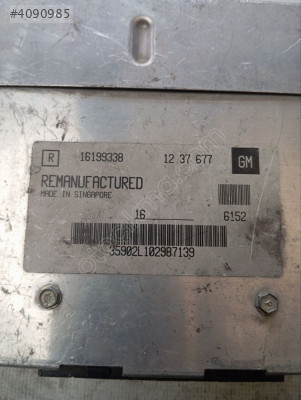 #4090985
R 16199338 12 37 677 GM
REMANUFACTURED
MADE IN SINGAPORE
16 6152
35902L102987139